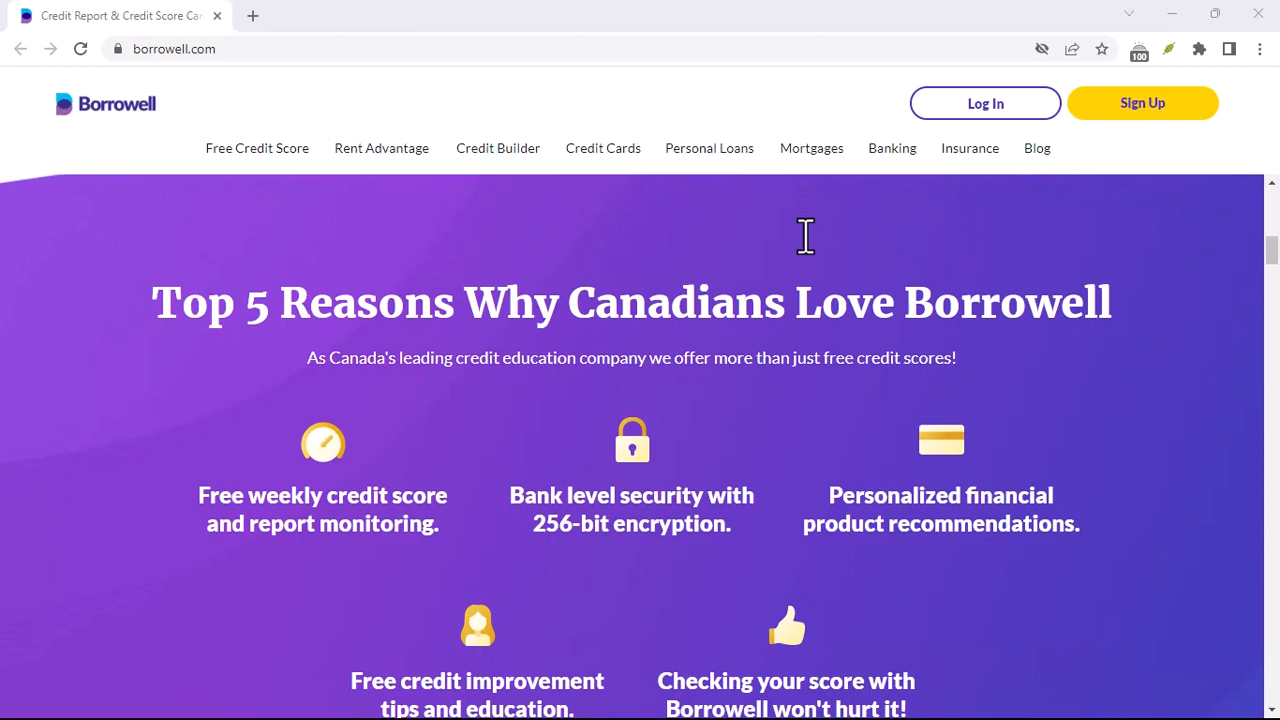 Credit Report & Credit Score Ca
borrowell.com
100
Borrowell
Log In
Sign Up
Free Credit Score Rent Advantage Credit Builder Credit Cards Personal Loans Mortgages Banking Insurance Blog
Top 5 Reasons Why Canadians Love Borrowell
As Canada's leading credit education company we offer more than just free credit scores!
Free weekly credit score
and report monitoring.
Bank level security with
256-bit encryption.
Personalized financial
product recommendations.
Free credit improvement
tips and education.
Checking your score with
Borrowell won't hurt it!